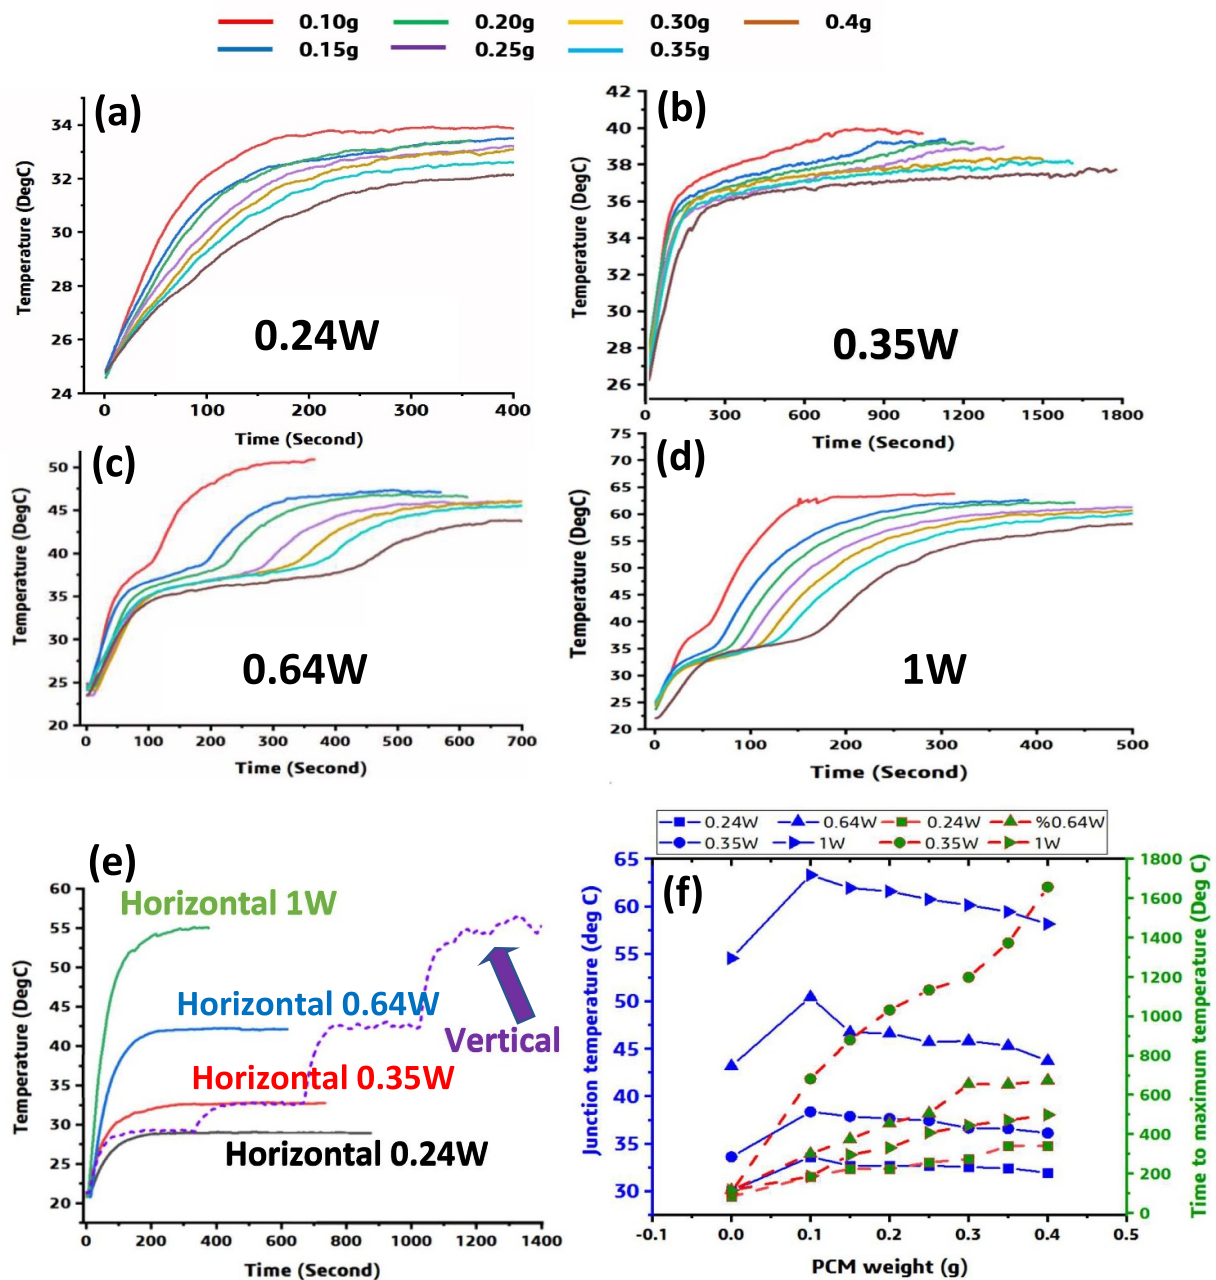 0.10g 0.20g 0.30g 0.4g
0.15g 0.25g 0.35g
(a)
34
32
30
28
26
24
Temperature (DegC)
0.24W
0 100 200 300 400
Time (Second)
(b)
42
40
38
36
34
32
30
28
26
Temperature (DegC)
0.35W
0 300 600 900 1200 1500 1800
Time (Second)
(c)
50
45
40
35
30
25
20
Temperature (DegC)
0.64W
0 100 200 300 400 500 600 700
Time (Second)
(d)
75
70
65
60
55
50
45
40
35
30
25
20
Temperature (DegC)
1W
0 100 200 300 400 500
Time (Second)
(e)
60
55
50
45
40
35
30
25
20
Temperature (DegC)
Horizontal 1W
Horizontal 0.64W
Vertical
Horizontal 0.35W
Horizontal 0.24W
0 200 400 600 800 1000 1200 1400
Time (Second)
0.24W 0.64W 0.24W %0.64W
0.35W 1W 0.35W 1W
(f)
65
60
55
50
45
40
35
30
Junction temperature (deg C)
1800
1600
1400
1200
1000
800
600
400
200
0
Time to maximum temperature (Deg C)
-0.1 0.0 0.1 0.2 0.3 0.4 0.5
PCM weight (g)